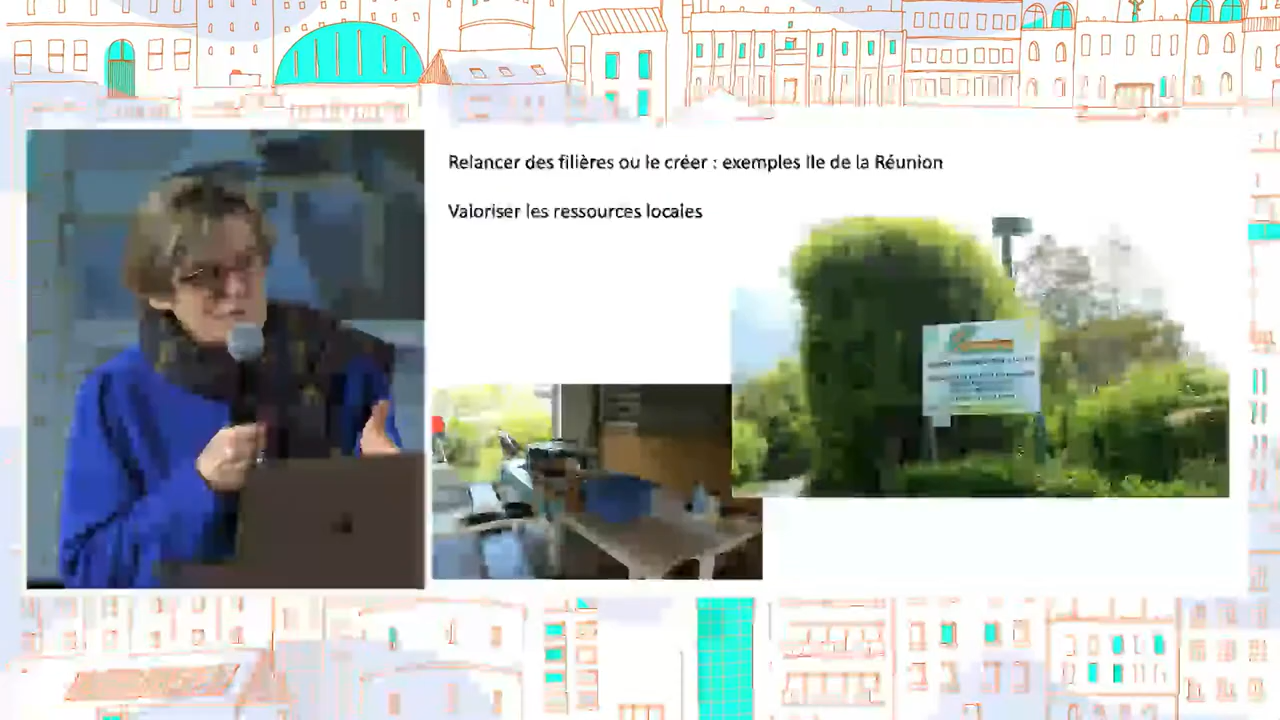 Relancer des filières ou le créer : exemples Ile de la Réunion
Valoriser les ressources locales